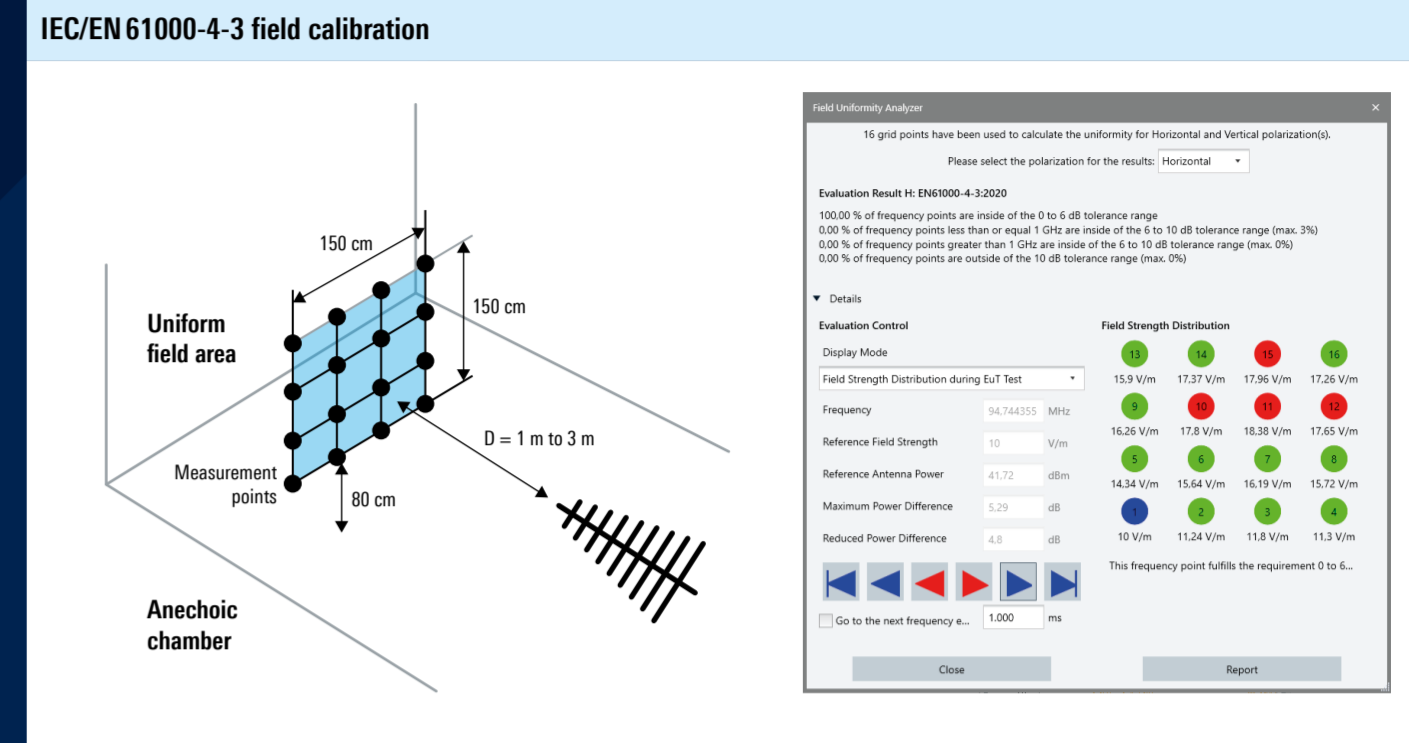 IEC/EN 61000-4-3 field calibration
150 cm
150 cm
Uniform
field area
D = 1 m to 3 m
Measurement
points
80 cm
Anechoic
chamber
Field Uniformity Analyzer
16 grid points have been used to calculate the uniformity for Horizontal and Vertical polarization(s).
Please select the polarization for the results: Horizontal
Evaluation Result H: EN61000-4-3:2020
100,00 % of frequency points are inside of the 0 to 6 dB tolerance range
0,00 % of frequency points less than or equal 1 GHz are inside of the 6 to 10 dB tolerance range (max. 3%)
0,00 % of frequency points greater than 1 GHz are inside of the 6 to 10 dB tolerance range (max. 0%)
0,00 % of frequency points are outside of the 10 dB tolerance range (max. 0%)
Details
Evaluation Control
Display Mode
Field Strength Distribution during EuT Test
Frequency 94,744355 MHz
Reference Field Strength 10 V/m
Reference Antenna Power 41,72 dBm
Maximum Power Difference 5,29 dB
Reduced Power Difference 4,8 dB
Go to the next frequency e... 1.000 ms
Field Strength Distribution
13 14 15 16
15,9 V/m 17,37 V/m 17,96 V/m 17,26 V/m
9 10 11 12
16,26 V/m 17,8 V/m 18,38 V/m 17,65 V/m
5 6 7 8
14,34 V/m 15,64 V/m 16,19 V/m 15,72 V/m
1 2 3 4
10 V/m 11,24 V/m 11,8 V/m 11,3 V/m
This frequency point fulfills the requirement 0 to 6...
Close
Report